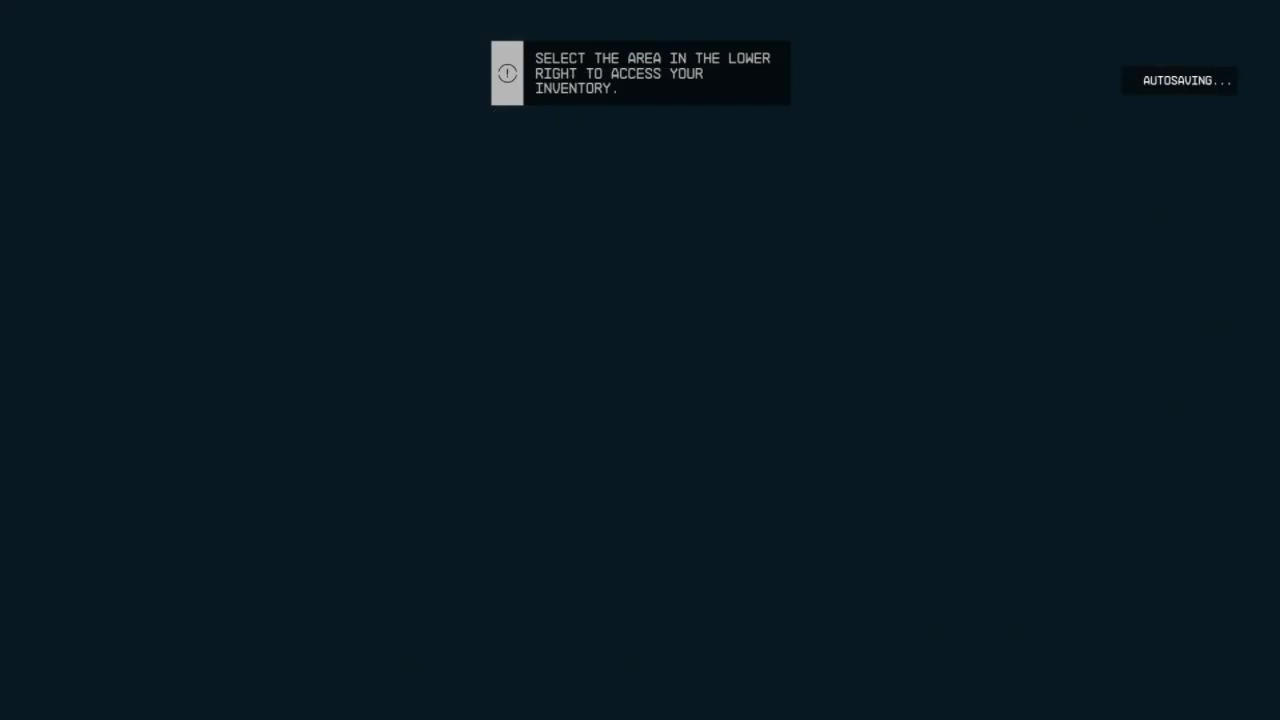 SELECT THE AREA IN THE LOWER
RIGHT TO ACCESS YOUR
INVENTORY.
AUTOSAVING...